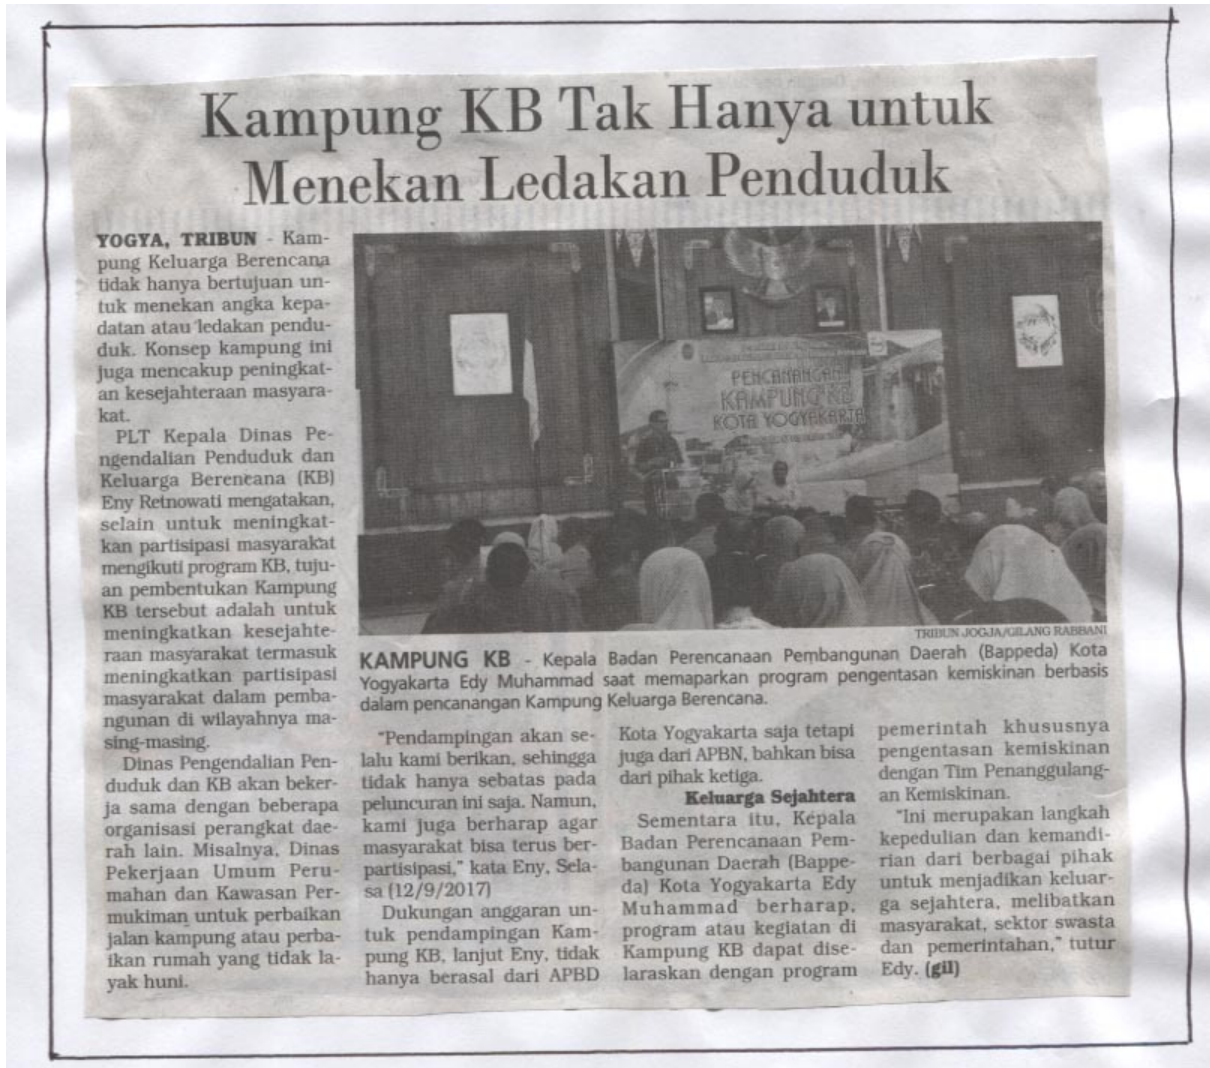 Kampung KB Tak Hanya untuk
Menekan Ledakan Penduduk
YOGYA, TRIBUN - Kam-
pung Keluarga Berencana
tidak hanya bertujuan un-
tuk menekan angka kepa-
datan atau ledakan pendu-
duk. Konsep kampung ini
juga mencakup peningkat-
an kesejahteraan masyara-
kat.
PLT Kepala Dinas Pe-
ngendalian Penduduk dan
Keluarga Berencana (KB)
Eny Retnowati mengatakan,
selain untuk meningkat-
kan partisipasi masyarakat
mengikuti program KB, tuju-
an pembentukan Kampung
KB tersebut adalah untuk
meningkatkan kesejahte-
raan masyarakat termasuk
meningkatkan partisipasi
masyarakat dalam pemba-
ngunan di wilayahnya ma-
sing-masing.
Dinas Pengendalian Pen-
duduk dan KB akan beker-
ja sama dengan beberapa
organisasi perangkat dae-
rah lain. Misalnya, Dinas
Pekerjaan Umum Peru-
mahan dan Kawasan Per-
mukiman untuk perbaikan
jalan kampung atau perba-
ikan rumah yang tidak la-
yak huni.
PENCANANGAN
KAMPUNG KB
KOTA YOGYAKARTA
TRIBUN JOGJA/GILANG RABBANI
KAMPUNG KB - Kepala Badan Perencanaan Pembangunan Daerah (Bappeda) Kota
Yogyakarta Edy Muhammad saat memaparkan program pengentasan kemiskinan berbasis
dalam pencanangan Kampung Keluarga Berencana.
"Pendampingan akan se-
lalu kami berikan, sehingga
tidak hanya sebatas pada
peluncuran ini saja. Namun,
kami juga berharap agar
masyarakat bisa terus ber-
partisipasi," kata Eny, Sela-
sa (12/9/2017)
Dukungan anggaran un-
tuk pendampingan Kam-
pung KB, lanjut Eny, tidak
hanya berasal dari APBD
Kota Yogyakarta saja tetapi
juga dari APBN, bahkan bisa
dari pihak ketiga.
Keluarga Sejahtera
Sementara itu, Kepala
Badan Perencanaan Pem-
bangunan Daerah (Bappe-
da) Kota Yogyakarta Edy
Muhammad berharap,
program atau kegiatan di
Kampung KB dapat dise-
laraskan dengan program
pemerintah khususnya
pengentasan kemiskinan
dengan Tim Penanggulang-
an Kemiskinan.
"Ini merupakan langkah
kepedulian dan kemandi-
rian dari berbagai pihak
untuk menjadikan keluar-
ga sejahtera, melibatkan
masyarakat, sektor swasta
dan pemerintahan," tutur
Edy. (gil)